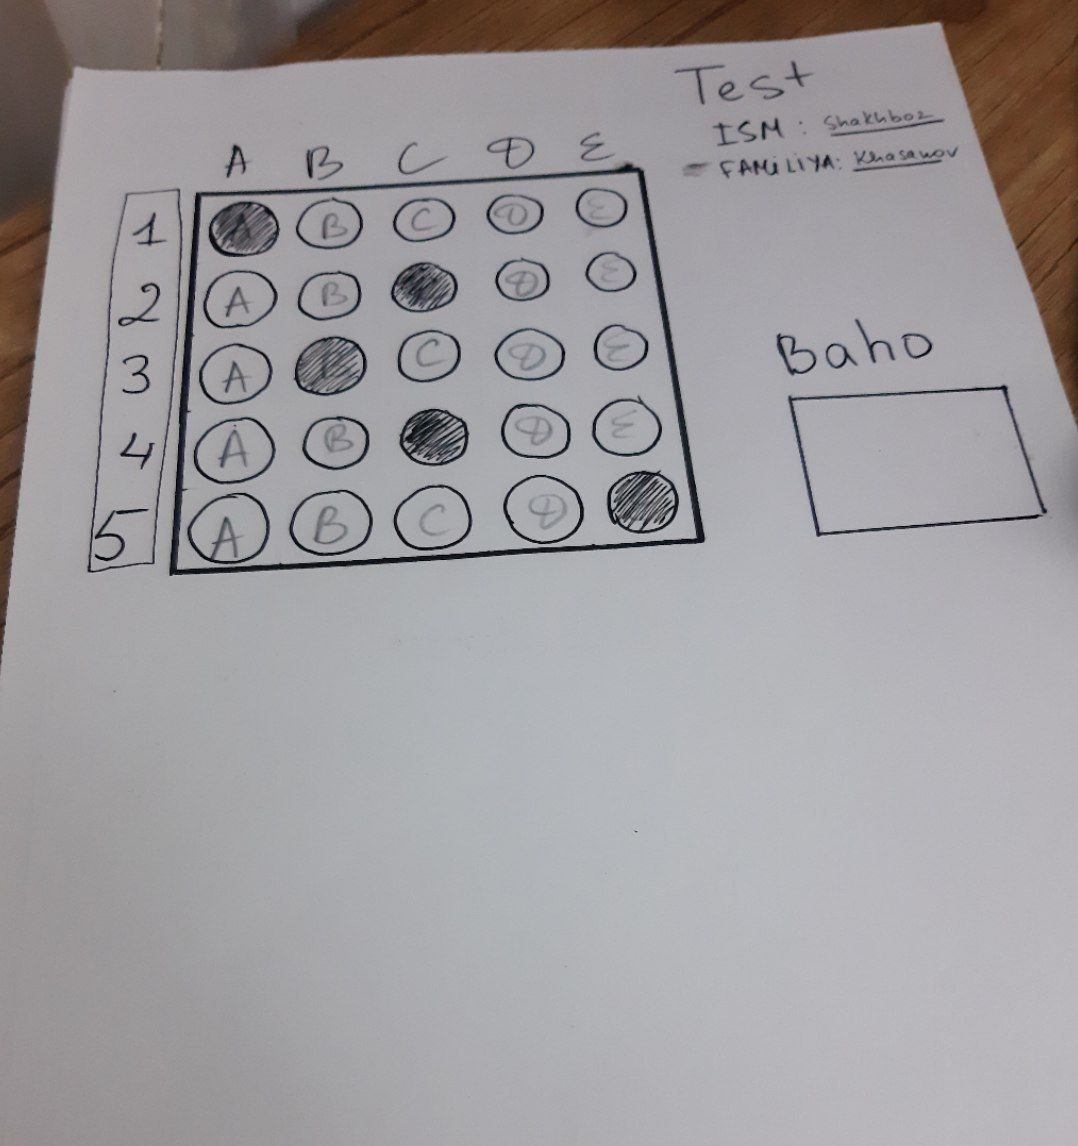 Test
ISM: Shakhboz
FAMiLiYA: Khasanov
A B C D E
1 A B C D E
2 A B D E
3 A C D E
4 A B D E
5 A B C D
Baho